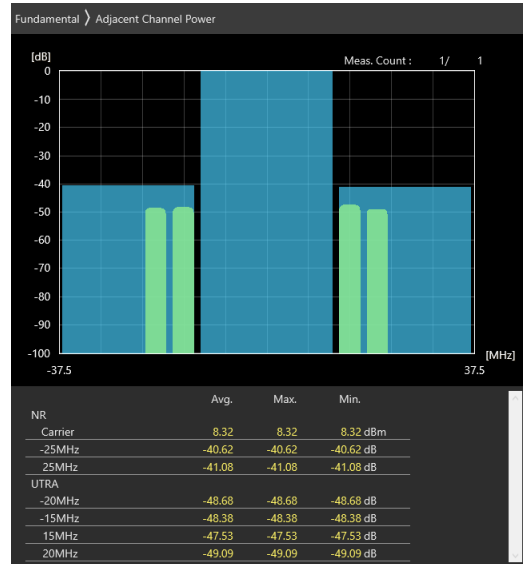 Fundamental 〉 Adjacent Channel Power
[dB]
Meas. Count : 1/ 1
0
-10
-20
-30
-40
-50
-60
-70
-80
-90
-100
[MHz]
-37.5 37.5
Avg. Max. Min.
NR
Carrier 8.32 8.32 8.32 dBm
-25MHz -40.62 -40.62 -40.62 dB
25MHz -41.08 -41.08 -41.08 dB
UTRA
-20MHz -48.68 -48.68 -48.68 dB
-15MHz -48.38 -48.38 -48.38 dB
15MHz -47.53 -47.53 -47.53 dB
20MHz -49.09 -49.09 -49.09 dB